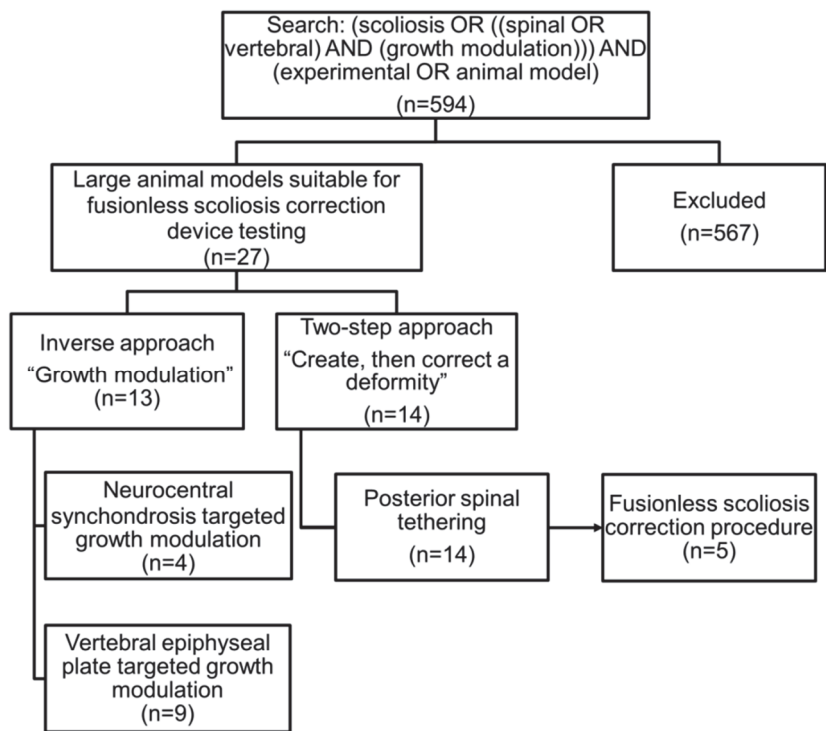 Search: (scoliosis OR ((spinal OR
vertebral) AND (growth modulation))) AND
(experimental OR animal model)
(n=594)
Large animal models suitable for
fusionless scoliosis correction
device testing
(n=27)
Excluded
(n=567)
Inverse approach
“Growth modulation”
(n=13)
Two-step approach
“Create, then correct a
deformity”
(n=14)
Neurocentral
synchondrosis targeted
growth modulation
(n=4)
Posterior spinal
tethering
(n=14)
Fusionless scoliosis
correction procedure
(n=5)
Vertebral epiphyseal
plate targeted growth
modulation
(n=9)